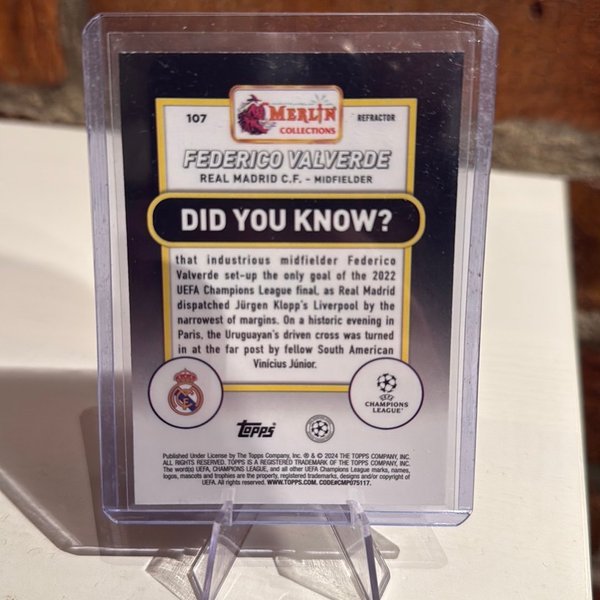 107
MERLIN
COLLECTIONS
REFRACTOR
FEDERICO VALVERDE
REAL MADRID C.F. - MIDFIELDER
DID YOU KNOW?
that industrious midfielder Federico
Valverde set-up the only goal of the 2022
UEFA Champions League final, as Real Madrid
dispatched Jürgen Klopp's Liverpool by the
narrowest of margins. On a historic evening in
Paris, the Uruguayan's driven cross was turned
in at the far post by fellow South American
Vinícius Júnior.
UEFA
CHAMPIONS
LEAGUE
Topps
Published Under License by The Topps Company, Inc. ® & © 2024 THE TOPPS COMPANY, INC.
ALL RIGHTS RESERVED. TOPPS IS A REGISTERED TRADEMARK OF THE TOPPS COMPANY, INC.
The word(s) UEFA, CHAMPIONS LEAGUE, and all other UEFA Champions League marks, names,
logos, mascots and trophies are the property, registered trademarks, designs and/or copyright of
UEFA. All rights reserved. WWW.TOPPS.COM. CODE#CMP075117.